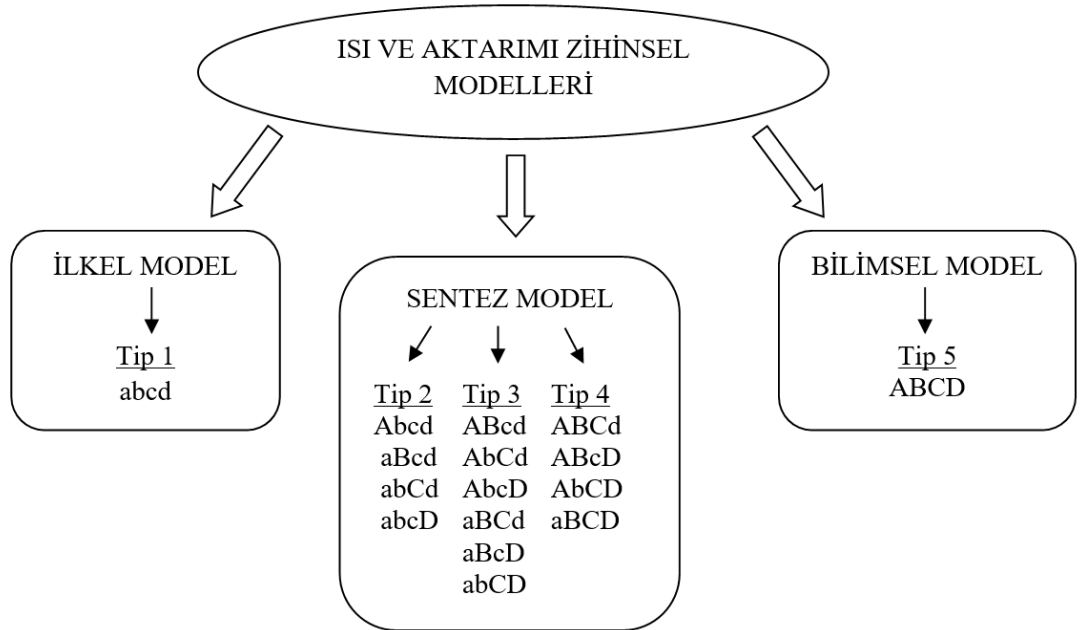 ISI VE AKTARIMI ZİHİNSEL
MODELLERİ
İLKEL MODEL
Tip 1
abcd
SENTEZ MODEL
Tip 2 Tip 3 Tip 4
Abcd ABcd ABCd
aBcd AbCd ABcD
abCd AbcD AbCD
abcD aBCd aBCD
aBcD
abCD
BİLİMSEL MODEL
Tip 5
ABCD